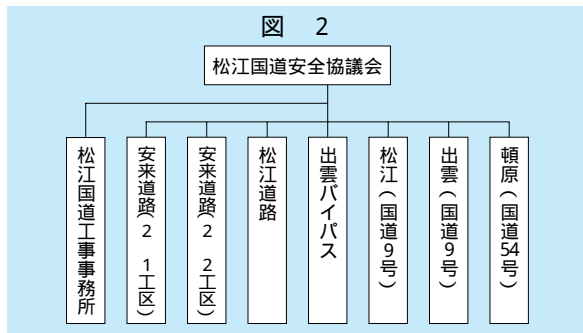 図 2
松江国道安全協議会
松江国道工事事務所
安来道路(2 1工区)
安来道路(2 2工区)
松江道路
出雲バイパス
松江(国道9号)
出雲(国道9号)
頓原(国道54号)